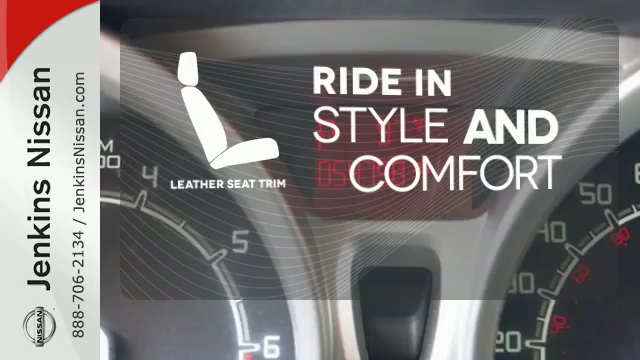 Jenkins Nissan
888-706-2134 / JenkinsNissan.com
NISSAN
LEATHER SEAT TRIM
RIDE IN
STYLE AND
COMFORT
4
5
6
50
40
20
80